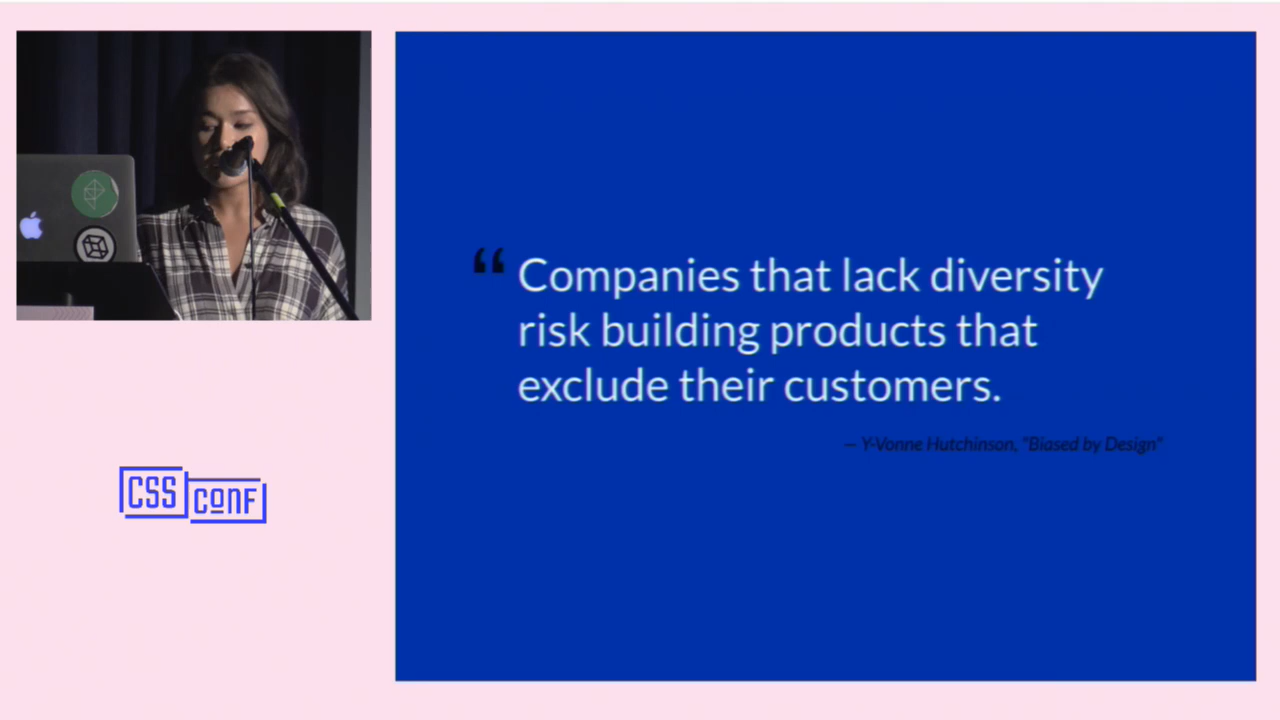 “ Companies that lack diversity
risk building products that
exclude their customers.
— Y-Vonne Hutchinson, "Biased by Design"
CSS
CONF